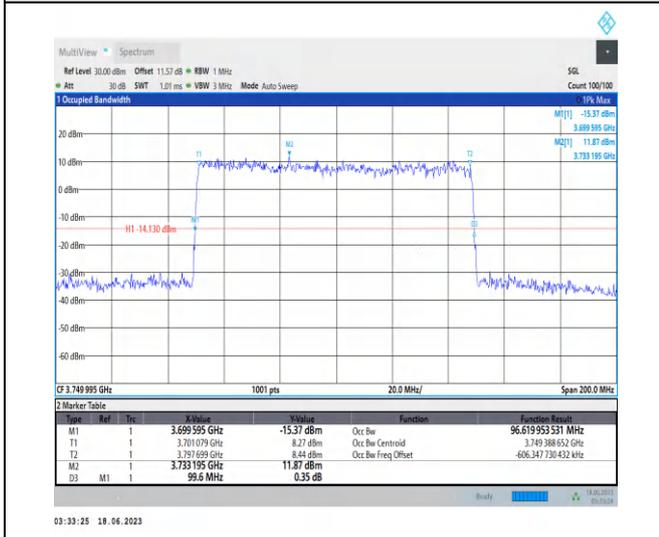 MultiView Spectrum
Ref Level 30.00 dBm Offset 11.57 dB RBW 1 MHz SGL
Att 30 dB SWT 1.01 ms VBW 3 MHz Mode Auto Sweep Count 100/100
1 Occupied Bandwidth 1Pk Max
M1[1] -15.37 dBm
3.699 595 GHz
M2[1] 11.87 dBm
3.733 195 GHz
20 dBm
M2
T1 T2
10 dBm
0 dBm
-10 dBm
M1 D3
H1 -14.130 dBm
-20 dBm
-30 dBm
-40 dBm
-50 dBm
-60 dBm
CF 3.749 995 GHz 1001 pts 20.0 MHz/ Span 200.0 MHz
2 Marker Table
Type Ref Trc X-Value Y-Value Function Function Result
M1 1 3.699 595 GHz -15.37 dBm Occ Bw 96.619 953 531 MHz
T1 1 3.701 079 GHz 8.27 dBm Occ Bw Centroid 3.749 388 652 GHz
T2 1 3.797 699 GHz 8.44 dBm Occ Bw Freq Offset -606.347 730 432 kHz
M2 1 3.733 195 GHz 11.87 dBm
D3 M1 1 99.6 MHz 0.35 dB
Ready
03:33:25 18.06.2023